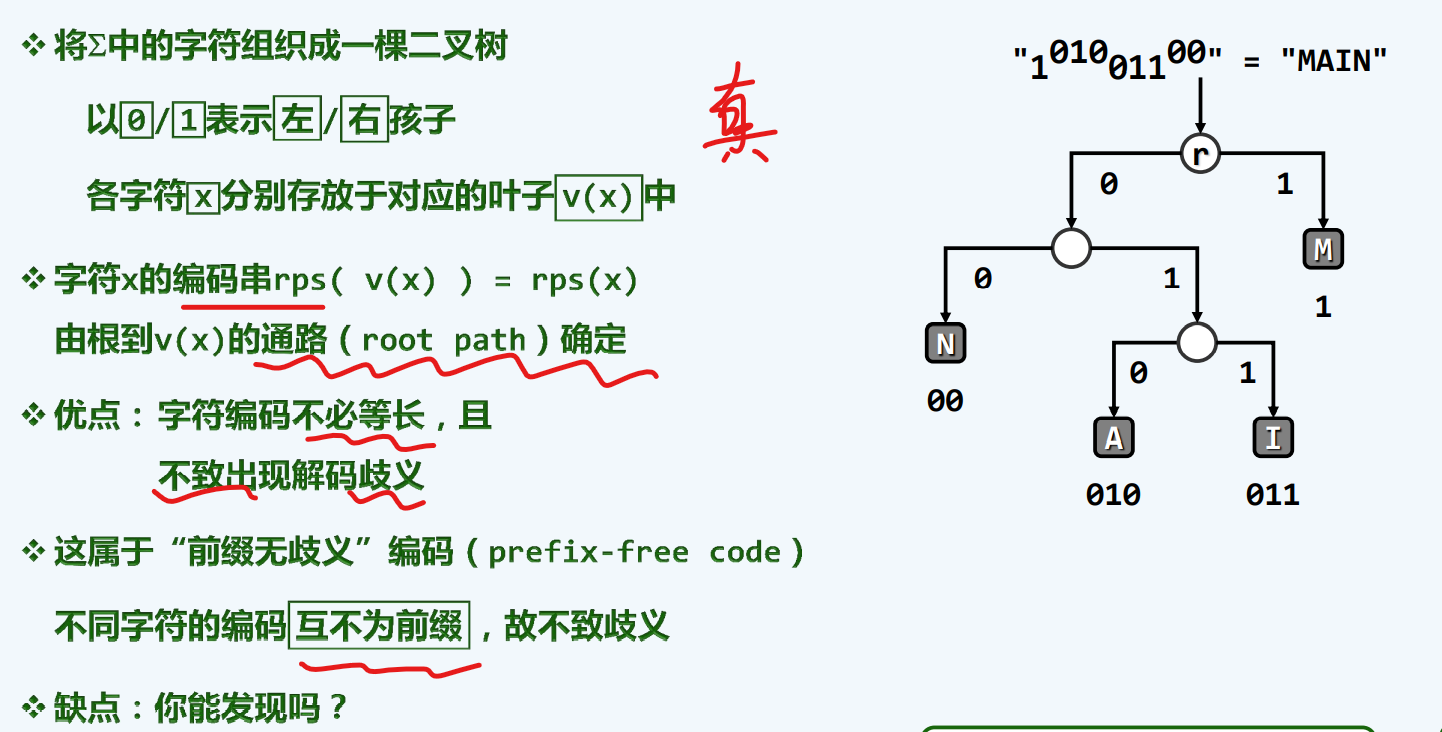 ❖ 将Σ中的字符组织成一棵二叉树
以0/1表示左/右孩子
各字符x分别存放于对应的叶子v(x)中
❖ 字符x的编码串rps( v(x) ) = rps(x)
由根到v(x)的通路（root path）确定
❖ 优点：字符编码不必等长，且
不致出现解码歧义
❖ 这属于“前缀无歧义”编码（prefix-free code）
不同字符的编码互不为前缀，故不致歧义
❖ 缺点：你能发现吗？
真
"101001100" = "MAIN"
r
0 1
M
0 1
1
N
0 1
00
A I
010 011